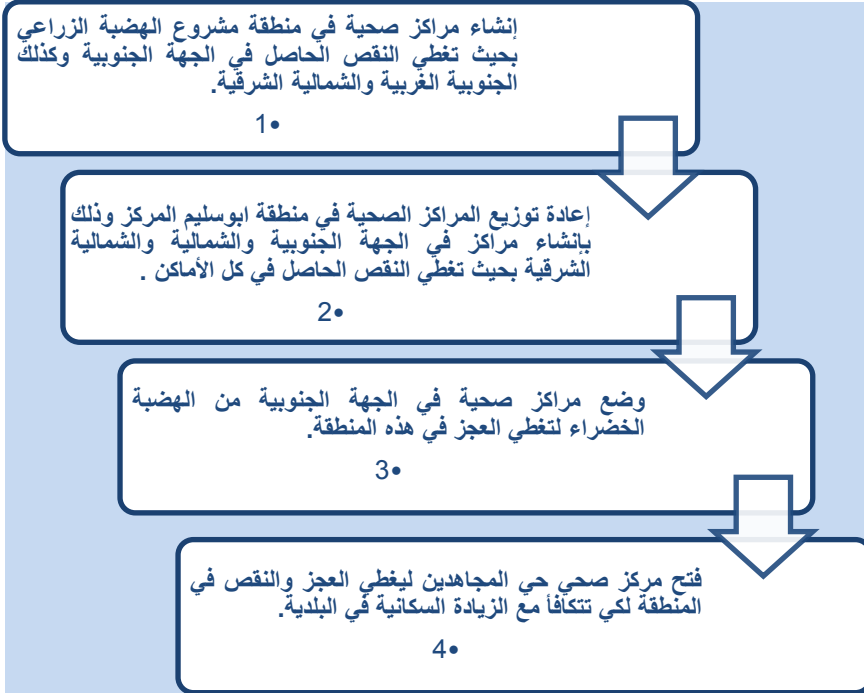 إنشاء مراكز صحية في منطقة مشروع الهضبة الزراعي
بحيث تغطي النقص الحاصل في الجهة الجنوبية وكذلك
الجنوبية الغربية والشمالية الشرقية.
1•
إعادة توزيع المراكز الصحية في منطقة ابوسليم المركز وذلك
بإنشاء مراكز في الجهة الجنوبية والشمالية والشمالية
الشرقية بحيث تغطي النقص الحاصل في كل الأماكن .
2•
وضع مراكز صحية في الجهة الجنوبية من الهضبة
الخضراء لتغطي العجز في هذه المنطقة.
3•
فتح مركز صحي حي المجاهدين ليغطي العجز والنقص في
المنطقة لكي تتكافأ مع الزيادة السكانية في البلدية.
4•